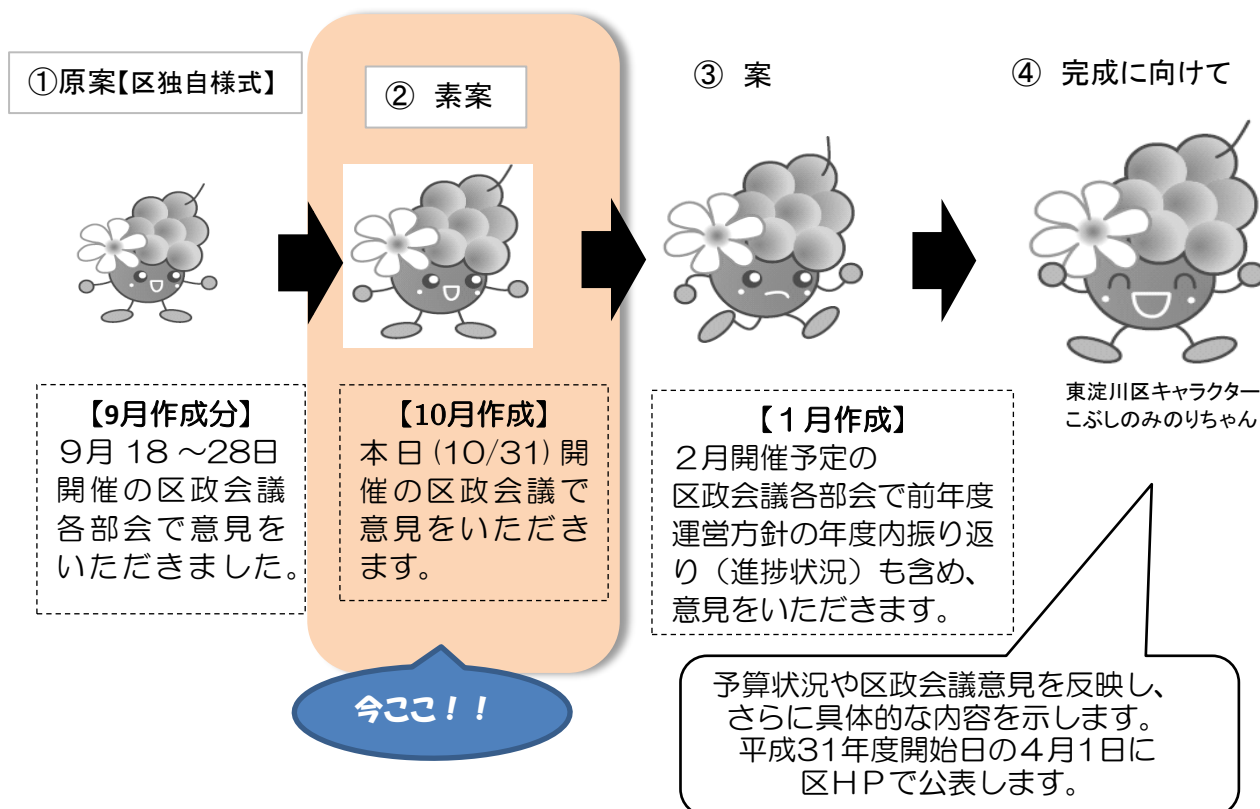 ①原案【区独自様式】
② 素案
③ 案
④ 完成に向けて
【9月作成分】
９月 18 ～28日
開催の区政会議
各部会で意見を
いただきました。
【10月作成】
本日(10/31)開
催の区政会議で
意見をいただき
ます。
【１月作成】
２月開催予定の
区政会議各部会で前年度
運営方針の年度内振り返
り（進捗状況）も含め、
意見をいただきます。
東淀川区キャラクター
こぶしのみのりちゃん
今ここ！！
予算状況や区政会議意見を反映し、
さらに具体的な内容を示します。
平成31年度開始日の４月１日に
区ＨＰで公表します。